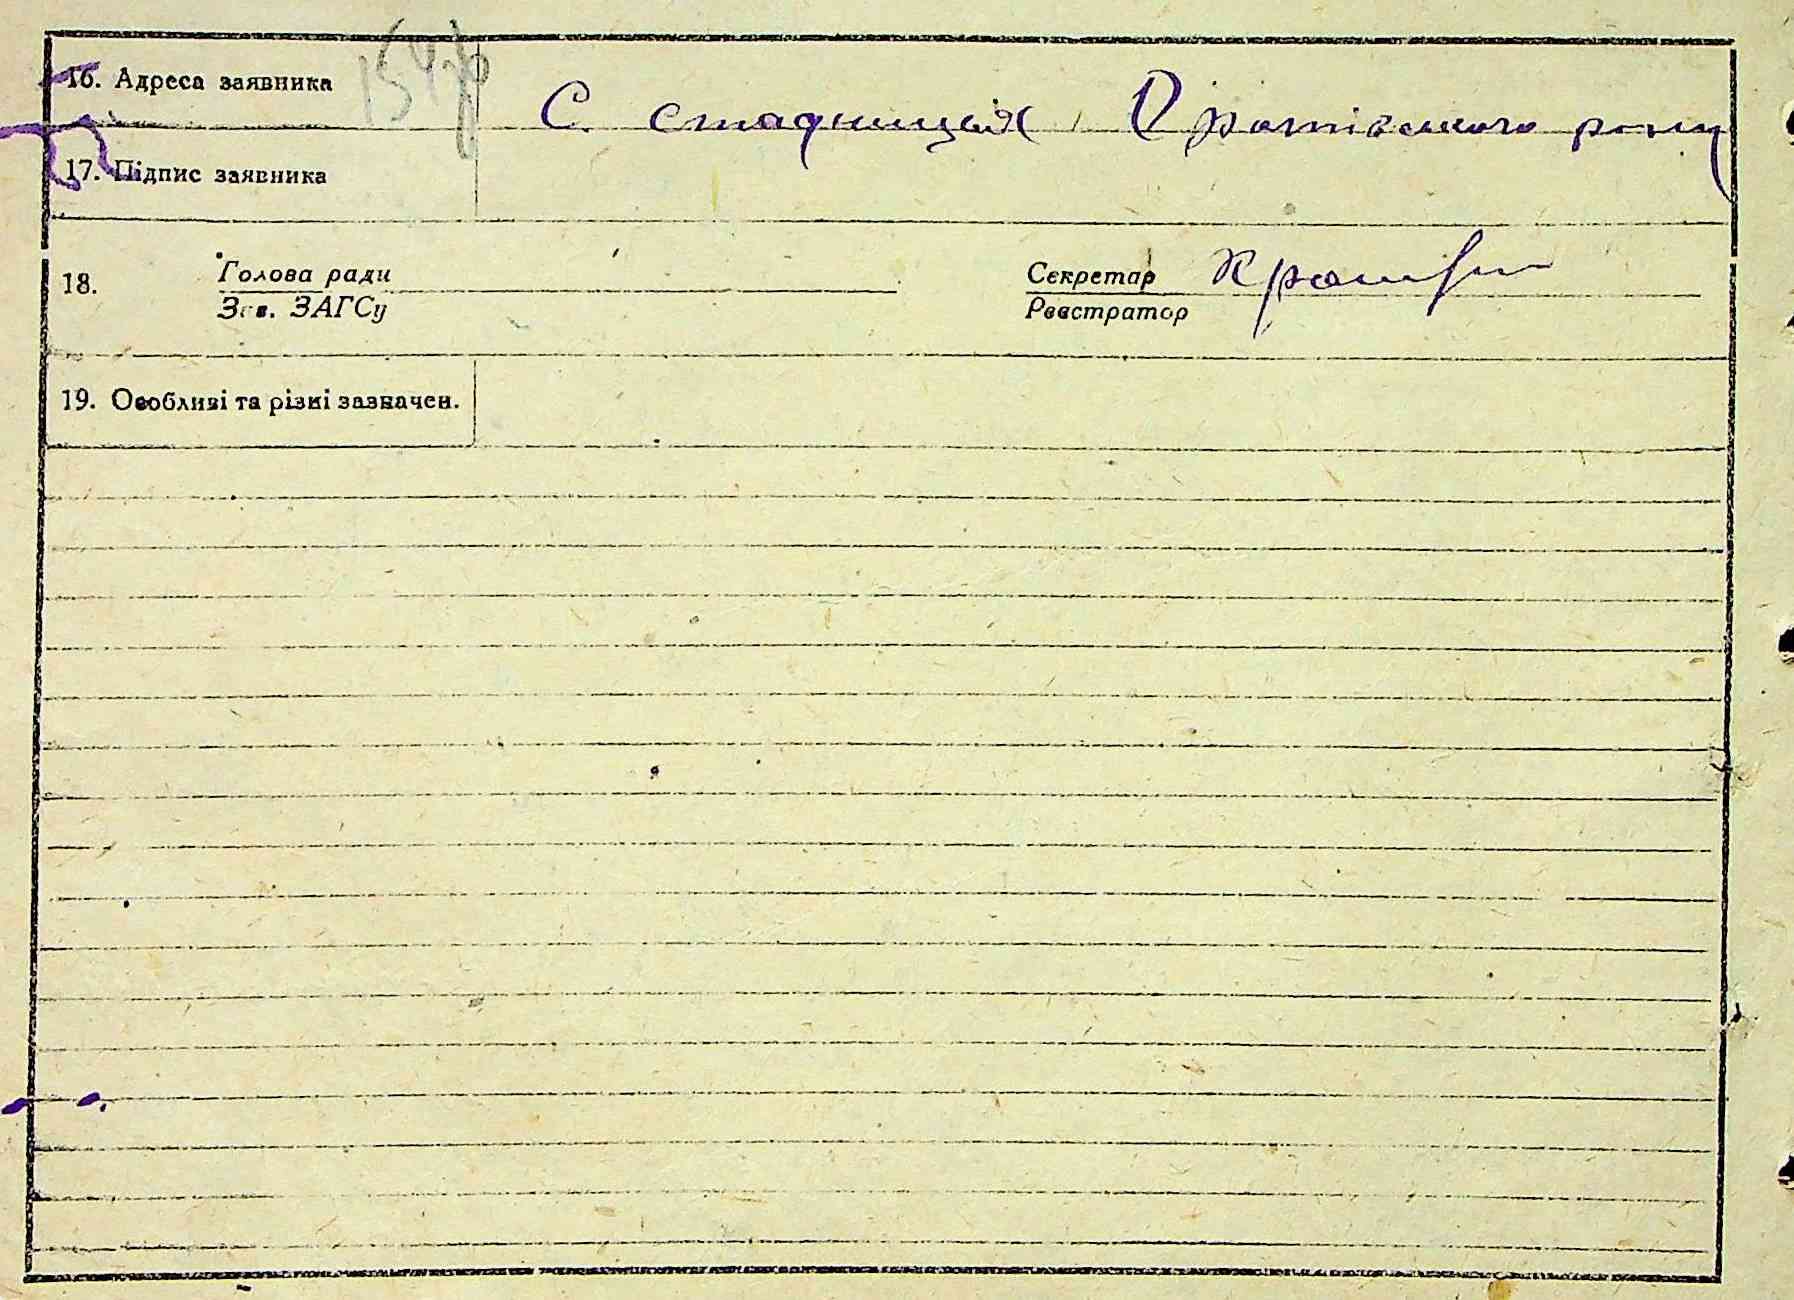 16. Адреса заявника С. стадниця Оратівського рону
17. Підпис заявника
18. Голова ради Секретар
Зав. ЗАГСу Реєстратор
19. Особливі та різні зазначен.